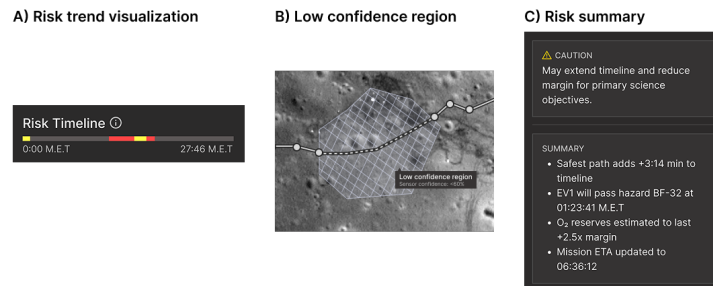 A) Risk trend visualization
Risk Timeline
0:00 M.E.T
27:46 M.E.T
B) Low confidence region
Low confidence region
Sensor confidence: ~60%
C) Risk summary
CAUTION
May extend timeline and reduce
margin for primary science
objectives.
SUMMARY
• Safest path adds +3:14 min to
timeline
• EV1 will pass hazard BF-32 at
01:23:41 M.E.T
• O₂ reserves estimated to last
+2.5x margin
• Mission ETA updated to
06:36:12